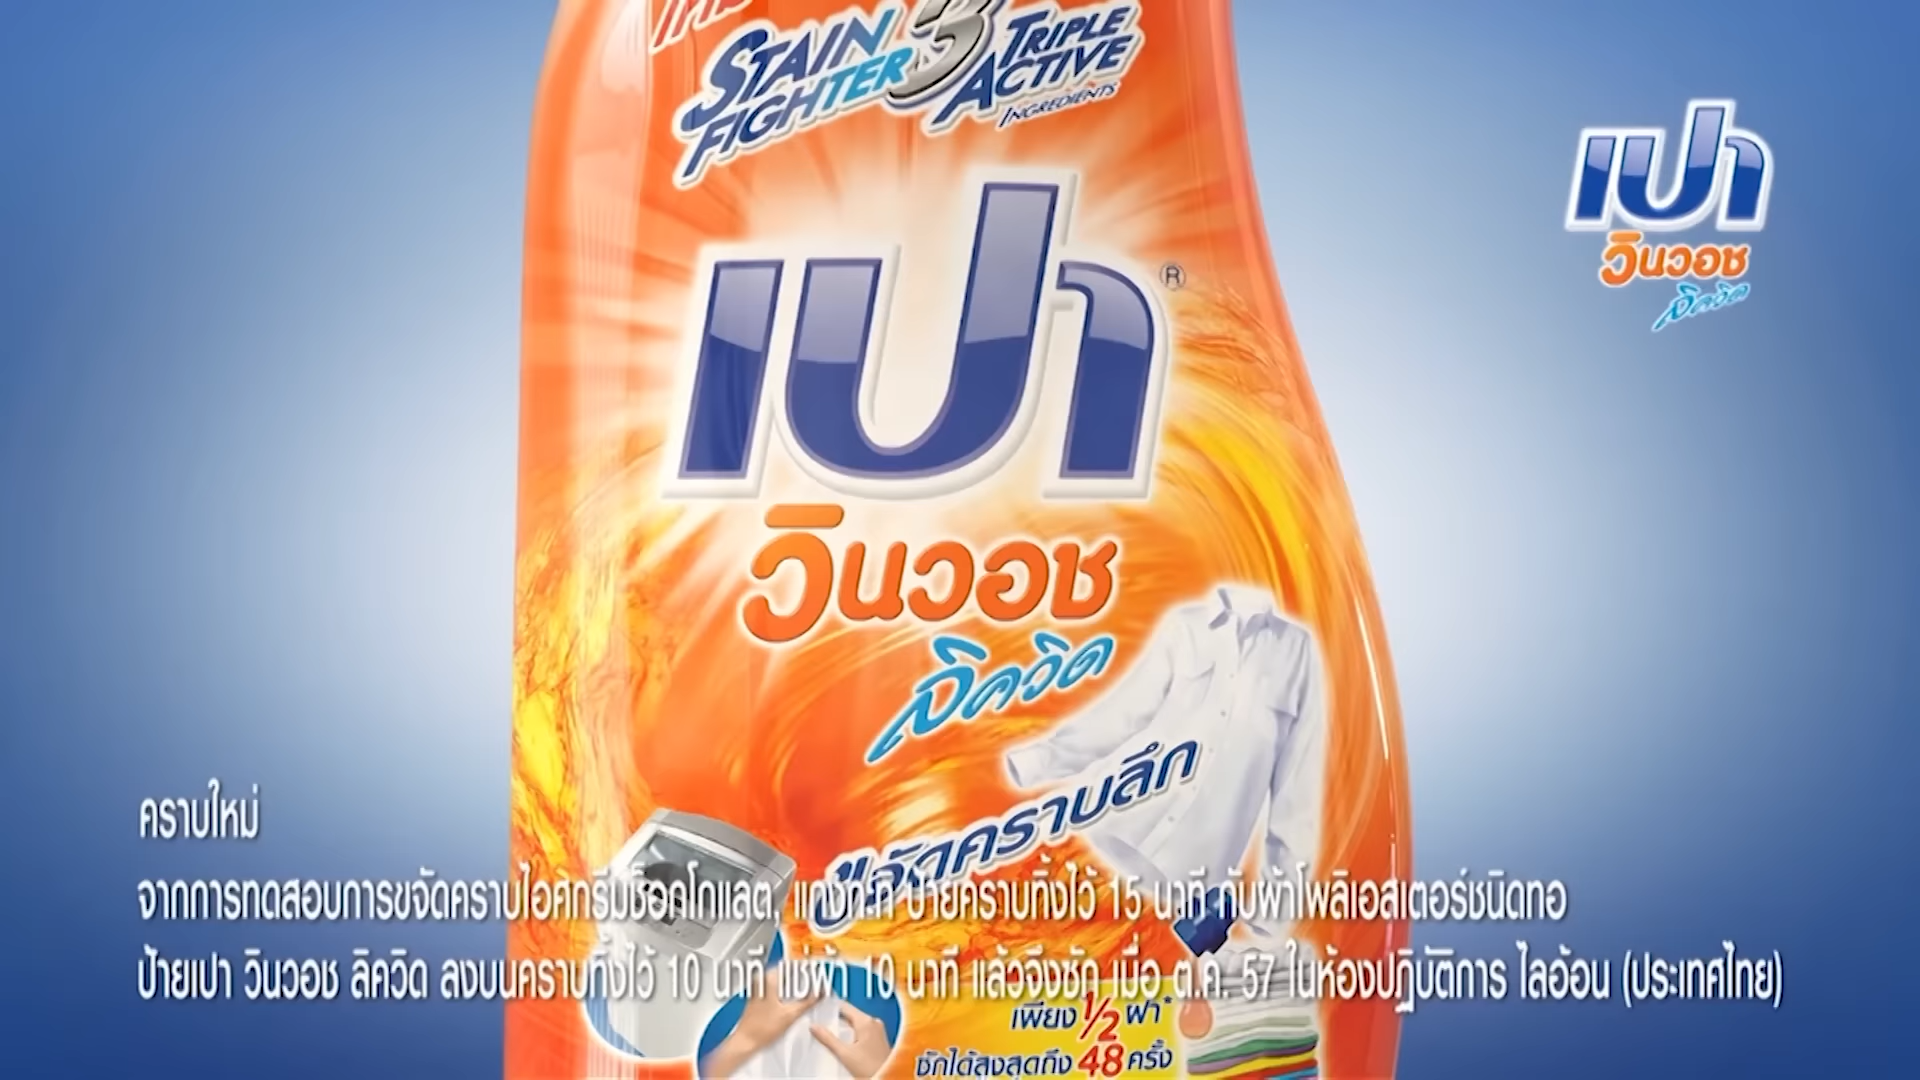 STAIN FIGHTER 3 TRIPLE ACTIVE INGREDIENTS
เปา®
วินวอช
ลิควิด
ขจัดคราบลึก
เปา
วินวอช
ลิควิด
คราบใหม่
จากการทดสอบการขจัดคราบไอศกรีมช็อกโกแลต, แกงกะทิ ป้ายคราบทิ้งไว้ 15 นาที กับผ้าโพลีเอสเตอร์ชนิดทอ
ป้ายเปา วินวอช ลิควิด ลงบนคราบทิ้งไว้ 10 นาที แช่ผ้า 10 นาที แล้วจึงซัก เมื่อ ต.ค. 57 ในห้องปฏิบัติการ ไลอ้อน (ประเทศไทย)
เพียง 1/2 ฝา*
ซักได้สูงสุดถึง 48 ครั้ง